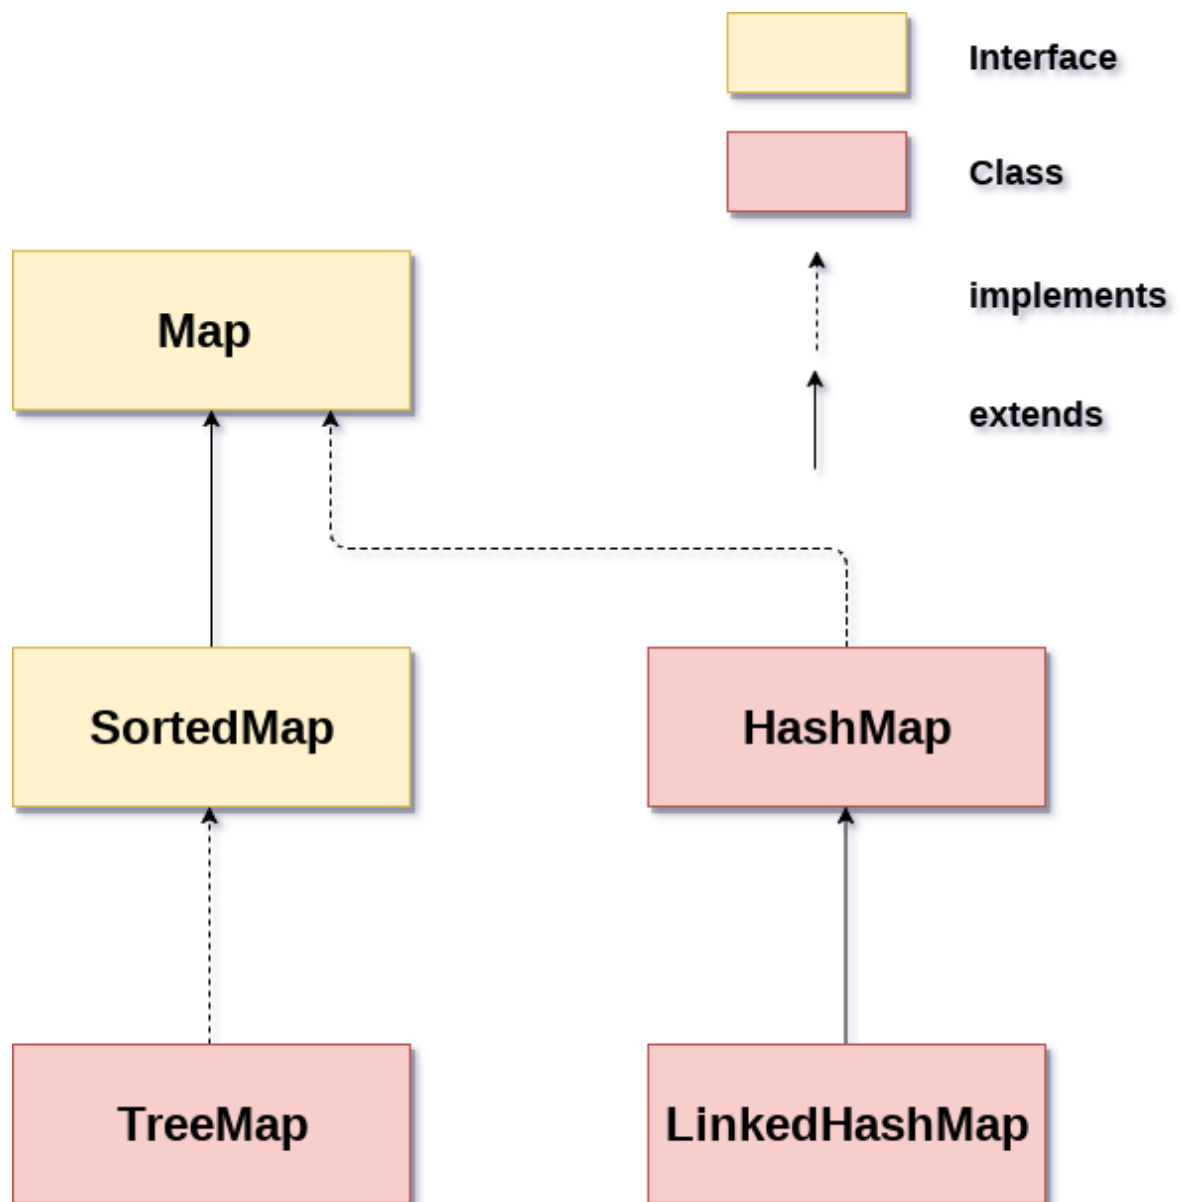 Interface
Class
implements
extends
Map
SortedMap
HashMap
TreeMap
LinkedHashMap